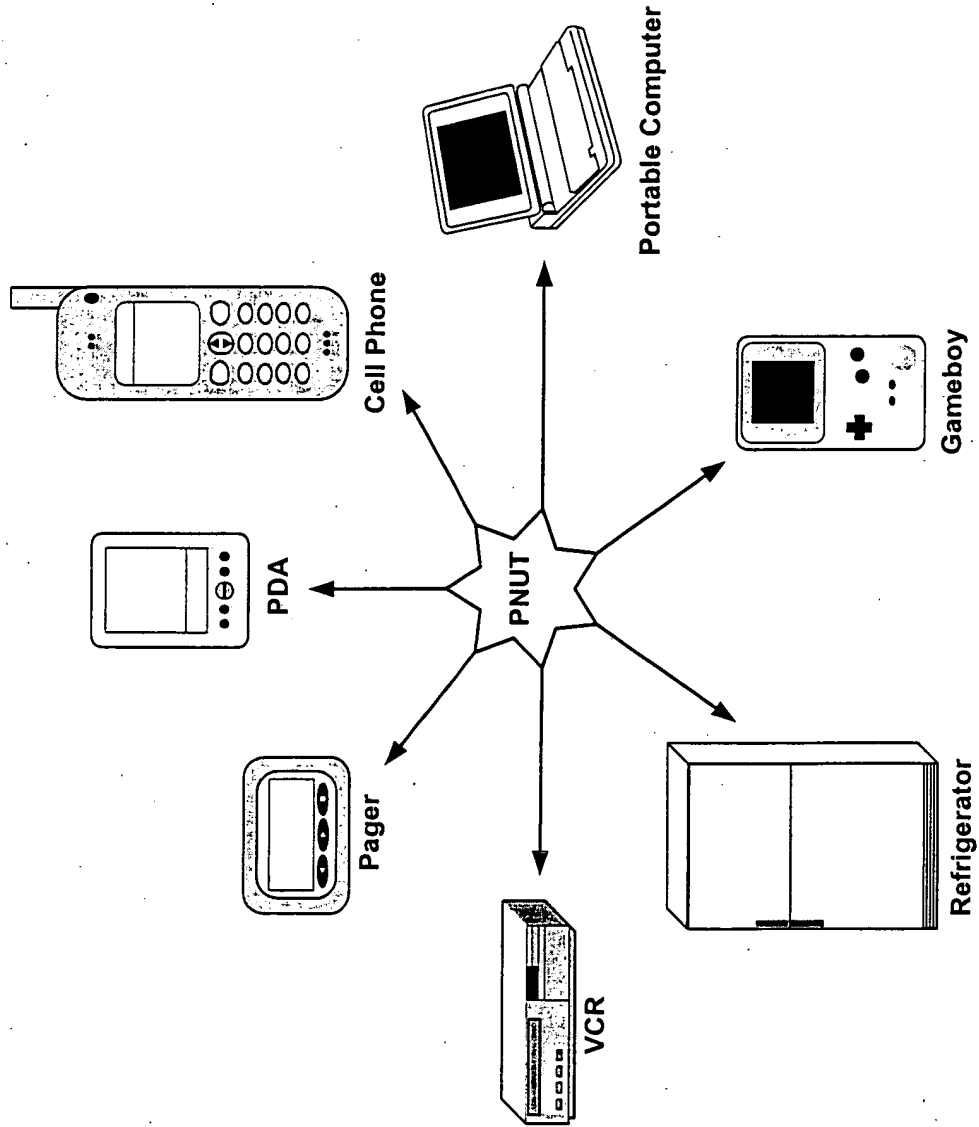 Pager
PDA
Cell Phone
VCR
PNUT
Portable Computer
Refrigerator
Gameboy